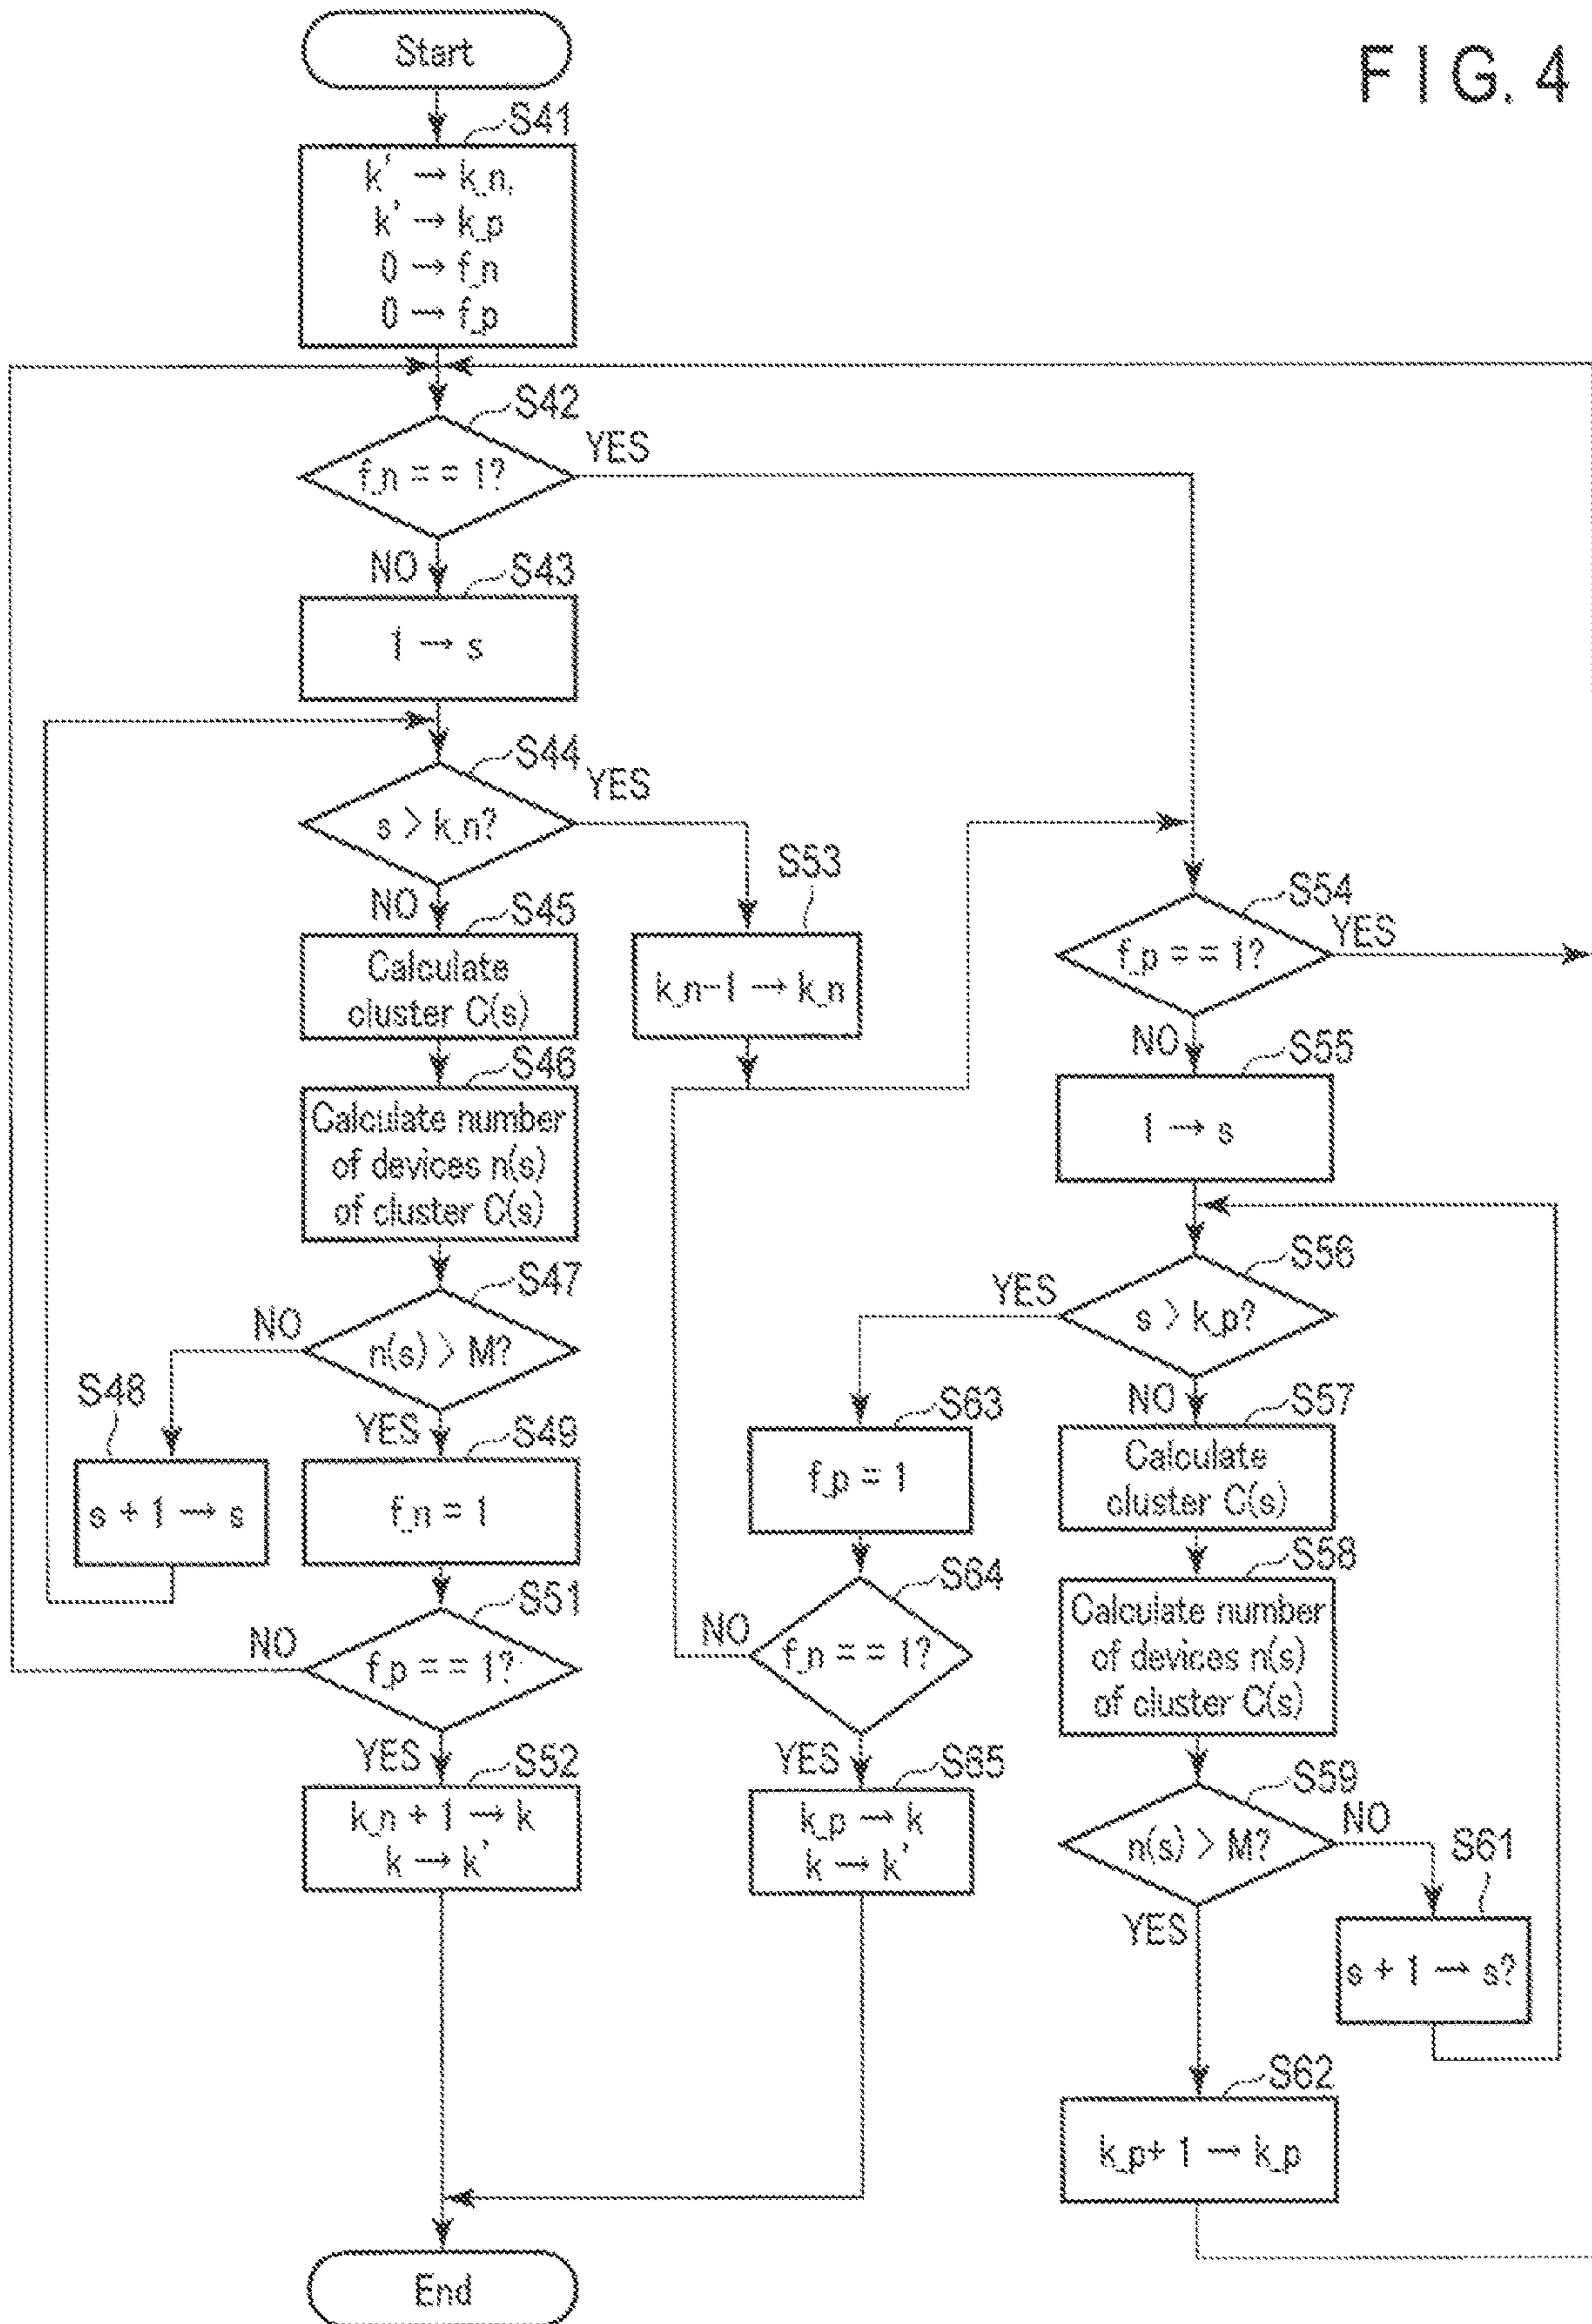 FIG. 4
Start
S41
k' → k_n,
k' → k_p
0 → f_n
0 → f_p
S42
f_n = = 1?
YES
NO
S43
1 → s
S44
s > k_n?
YES
NO
S45
Calculate
cluster C(s)
S46
Calculate number
of devices n(s)
of cluster C(s)
S47
n(s) > M?
NO
YES
S48
s + 1 → s
S49
f_n = 1
S51
f_p = = 1?
NO
YES
S52
k_n + 1 → k
k → k'
S53
k_n-1 → k_n
S54
f_p = = 1?
YES
NO
S55
1 → s
S56
s > k_p?
YES
NO
S57
Calculate
cluster C(s)
S58
Calculate number
of devices n(s)
of cluster C(s)
S59
n(s) > M?
NO
YES
S61
s + 1 → s?
S62
k_p+ 1 → k_p
S63
f_p = 1
S64
f_n = = 1?
NO
YES
S65
k_p → k
k → k'
End